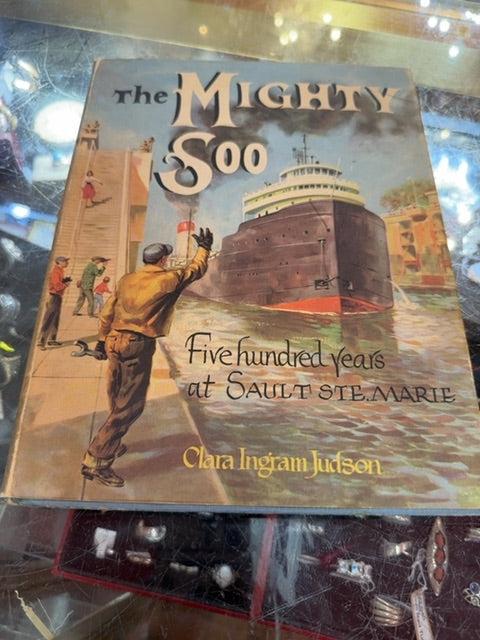 The MIGHTY
SOO
Five hundred years
at SAULT STE. MARIE
Clara Ingram Judson